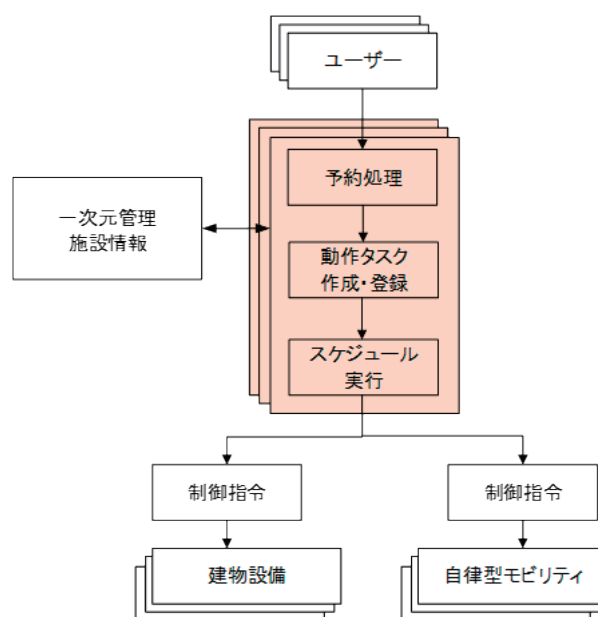 ユーザー
予約処理
一次元管理
施設情報
動作タスク
作成・登録
スケジュール
実行
制御指令
制御指令
建物設備
自律型モビリティ